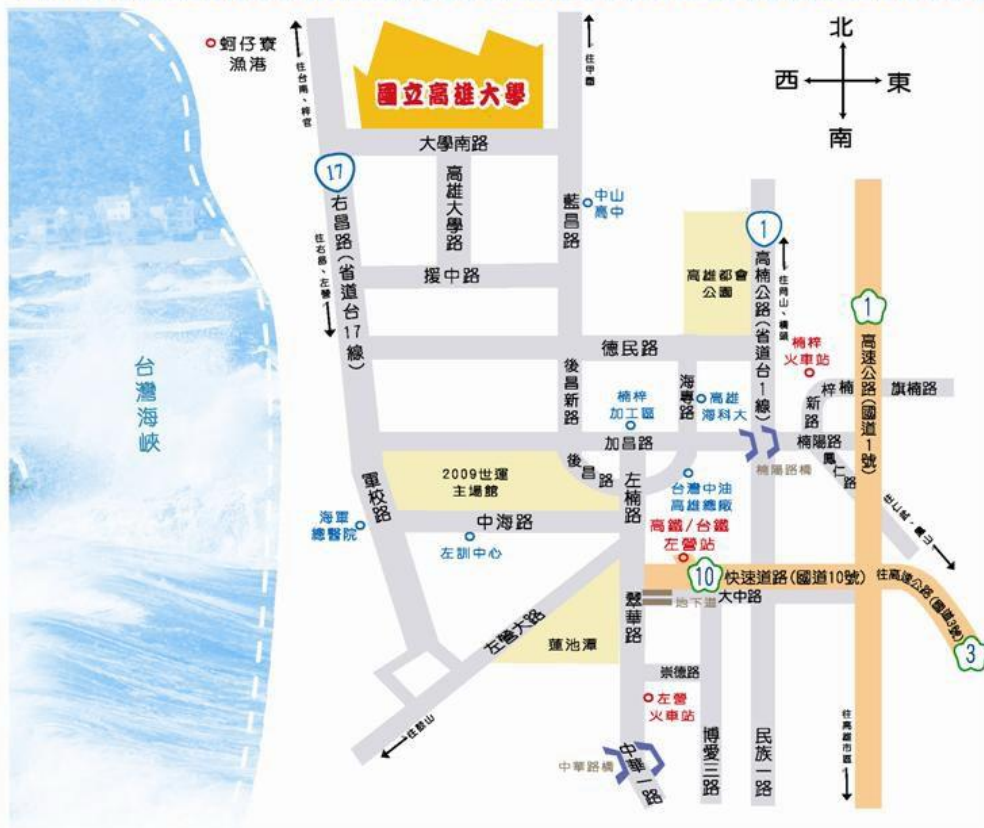 北
西
東
南
蚵仔寮
漁港
往台南、梓官
國立高雄大學
往甲圍
大學南路
17
右昌路(省道台17線)
往右昌、左營
高雄大學路
藍昌路
中山
高中
援中路
高雄都會
公園
1
高楠公路(省道台1線)
往岡山、橋頭
1
高速公路(國道1號)
德民路
楠梓
火車站
台灣海峽
後昌新路
楠梓
加工區
海專路
高雄
海科大
梓楠
新路
旗楠路
加昌路
楠陽路
楠陽路橋
鳳仁路
往仁武、鳳山
軍校路
2009世運
主場館
後昌路
左楠路
台灣中油
高雄總廠
海軍
總醫院
中海路
左訓中心
高鐵/台鐵
左營站
10
快速道路(國道10號)
往高速公路(國道3號)
3
大中路
地下道
翠華路
左營大路
蓮池潭
崇德路
左營
火車站
往鼓山
中華路橋
中華一路
博愛三路
民族一路
往高雄市區